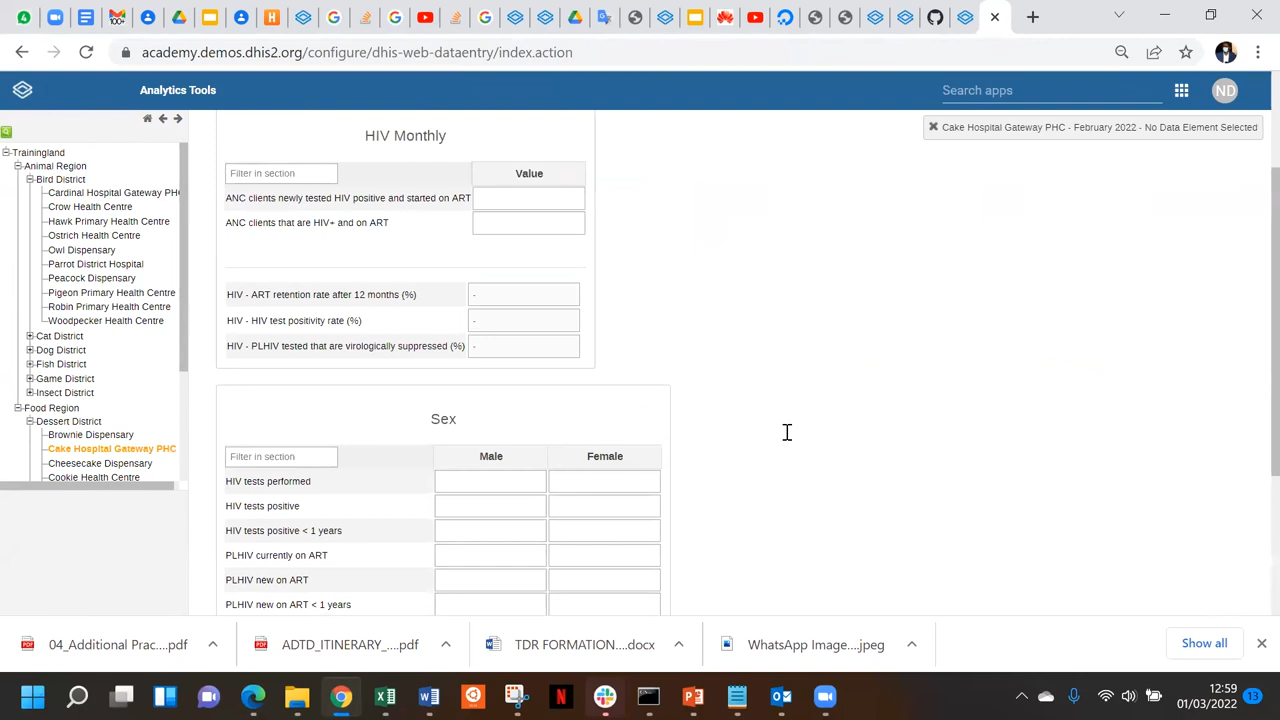 academy.demos.dhis2.org/configure/dhis-web-dataentry/index.action
Analytics Tools
Search apps
ND
Trainingland
Animal Region
Bird District
Cardinal Hospital Gateway PHC
Crow Health Centre
Hawk Primary Health Centre
Ostrich Health Centre
Owl Dispensary
Parrot District Hospital
Peacock Dispensary
Pigeon Primary Health Centre
Robin Primary Health Centre
Woodpecker Health Centre
Cat District
Dog District
Fish District
Game District
Insect District
Food Region
Dessert District
Brownie Dispensary
Cake Hospital Gateway PHC
Cheesecake Dispensary
Cookie Health Centre
Cake Hospital Gateway PHC - February 2022 - No Data Element Selected
HIV Monthly
Filter in section
Value
ANC clients newly tested HIV positive and started on ART
ANC clients that are HIV+ and on ART
HIV - ART retention rate after 12 months (%)
-
HIV - HIV test positivity rate (%)
-
HIV - PLHIV tested that are virologically suppressed (%)
-
Sex
Filter in section
Male
Female
HIV tests performed
HIV tests positive
HIV tests positive < 1 years
PLHIV currently on ART
PLHIV new on ART
PLHIV new on ART < 1 years
04_Additional Prac....pdf
ADTD_ITINERARY_....pdf
TDR FORMATION....docx
WhatsApp Image....jpeg
Show all
12:59
01/03/2022
13